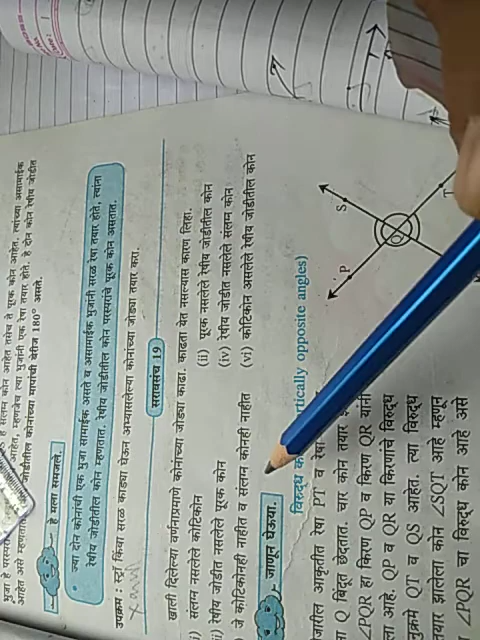 आहेत असे म्हणतात
जोडीतील कोनांच्या मापांची बेरीज 180° असते.
हे मला समजले.
• ज्या दोन कोनांची एक भुजा सामाईक असते व असामाईक भुजांनी सरळ रेषा तयार होते, त्यांना
रेषीय जोडीतील कोन म्हणतात. रेषीय जोडीतील कोन परस्परांचे पूरक कोन असतात.
उपक्रम : स्ट्रॉ किंवा सरळ काड्या घेऊन अभ्यासलेल्या कोनांच्या जोड्या तयार करा.
सरावसंच 19
खाली दिलेल्या वर्णनाप्रमाणे कोनांच्या जोड्या काढा. काढता येत नसल्यास कारण लिहा.
संलग्न नसलेले कोटिकोन
(ii) पूरक नसलेले रेषीय जोडीतील कोन
रेषीय जोडीत नसलेले पूरक कोन
(iv) रेषीय जोडीत नसलेले संलग्न कोन
जे कोटिकोनही नाहीत व संलग्न कोनही नाहीत
(vi) कोटिकोन असलेले रेषीय जोडीतील कोन
जाणून घेऊया.
विरुद्ध
rtically opposite angles)
आकृतीत रेषा PT व रेषा
Q बिंदूत छेदतात. चार कोन तयार
∠PQR हा किरण QP व किरण QR यांनी
आहे. QP व QR या किरणांचे विरुद्ध
QT व QS आहेत. त्या विरुद्ध
झालेला कोन ∠SQT आहे म्हणून
∠PQR चा विरुद्ध कोन आहे असे
P
S
Q
T